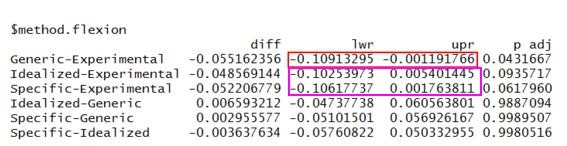 $method.flexion
diff lwr upr p adj
Generic-Experimental -0.055162356 -0.10913295 -0.001191766 0.0431667
Idealized-Experimental -0.048569144 -0.10253973 0.005401445 0.0935717
Specific-Experimental -0.052206779 -0.10617737 0.001763811 0.0617960
Idealized-Generic 0.006593212 -0.04737738 0.060563801 0.9887094
Specific-Generic 0.002955577 -0.05101501 0.056926167 0.9989507
Specific-Idealized -0.003637634 -0.05760822 0.050332955 0.9980516